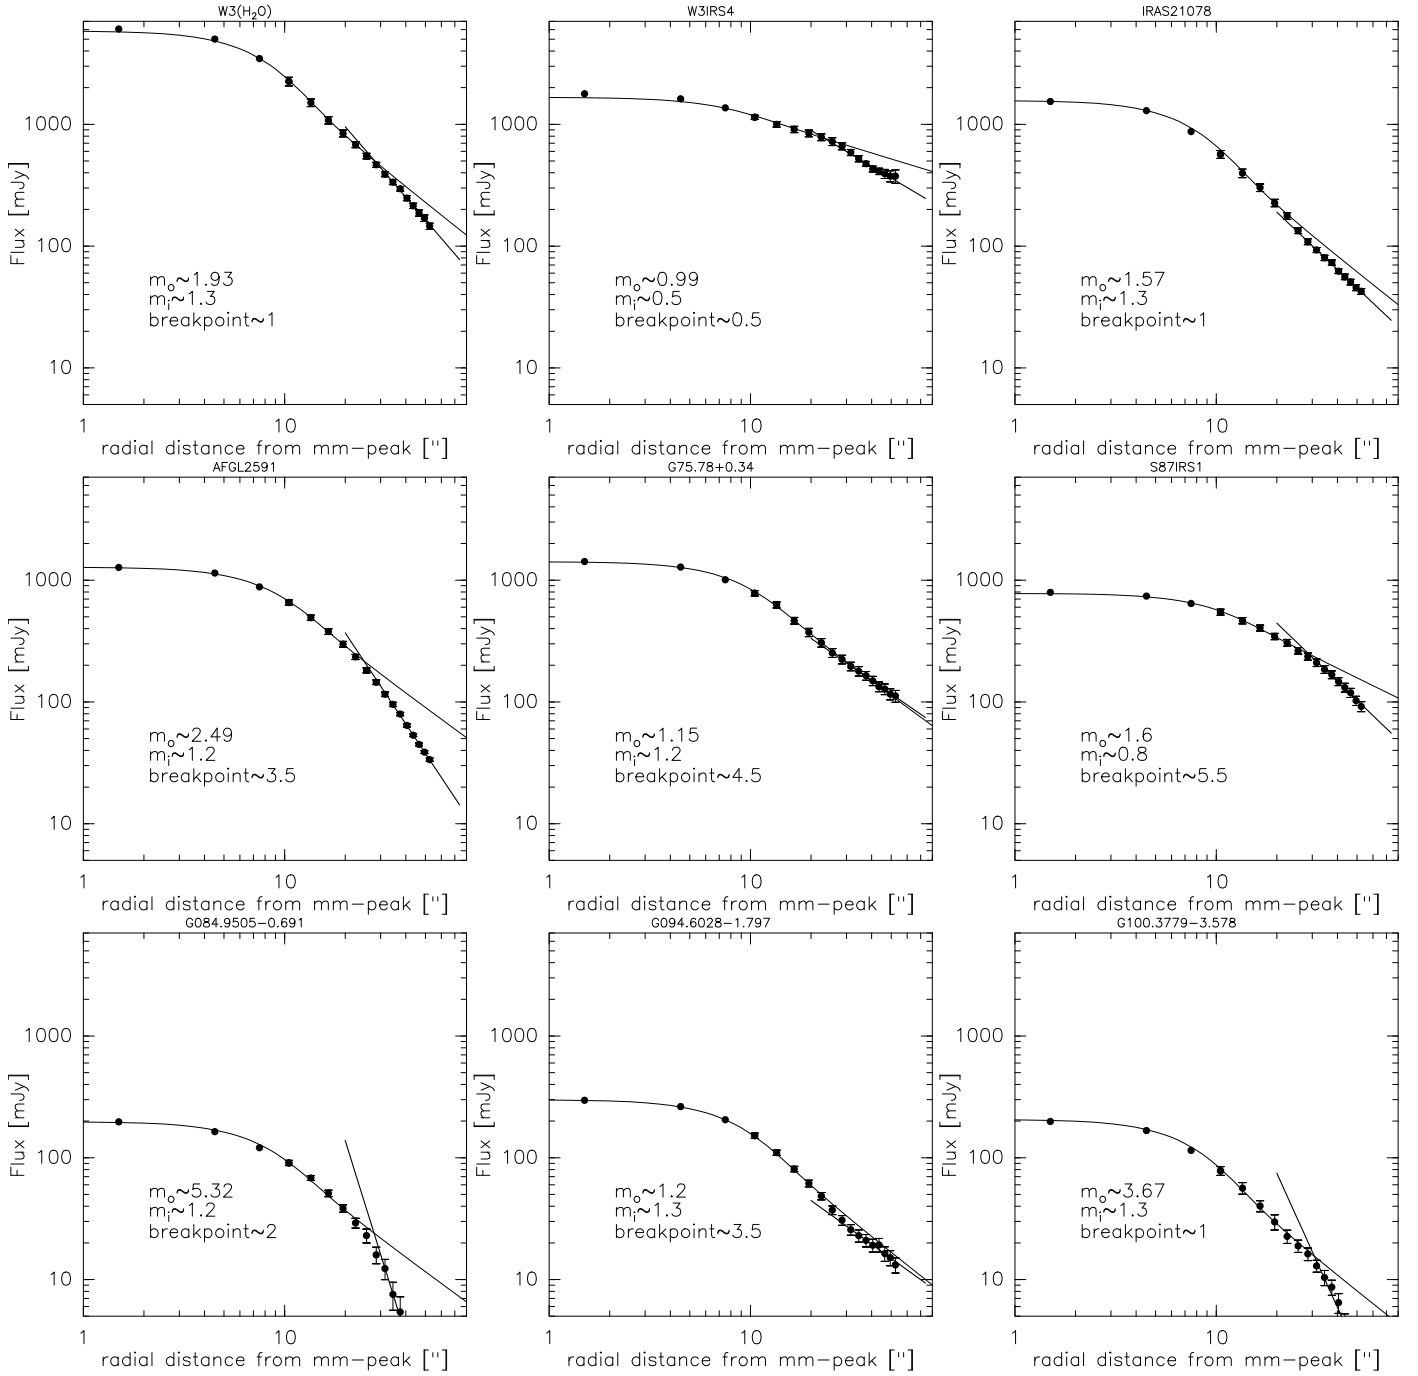 W3(H₂O)
1000
100
10
Flux [mJy]
mₒ~1.93
mᵢ~1.3
breakpoint~1
1
10
radial distance from mm−peak ["]
W3IRS4
1000
100
10
Flux [mJy]
mₒ~0.99
mᵢ~0.5
breakpoint~0.5
1
10
radial distance from mm−peak ["]
IRAS21078
1000
100
10
Flux [mJy]
mₒ~1.57
mᵢ~1.3
breakpoint~1
1
10
radial distance from mm−peak ["]
AFGL2591
1000
100
10
Flux [mJy]
mₒ~2.49
mᵢ~1.2
breakpoint~3.5
1
10
radial distance from mm−peak ["]
G75.78+0.34
1000
100
10
Flux [mJy]
mₒ~1.15
mᵢ~1.2
breakpoint~4.5
1
10
radial distance from mm−peak ["]
S87IRS1
1000
100
10
Flux [mJy]
mₒ~1.6
mᵢ~0.8
breakpoint~5.5
1
10
radial distance from mm−peak ["]
G084.9505−0.691
1000
100
10
Flux [mJy]
mₒ~5.32
mᵢ~1.2
breakpoint~2
1
10
radial distance from mm−peak ["]
G094.6028−1.797
1000
100
10
Flux [mJy]
mₒ~1.2
mᵢ~1.3
breakpoint~3.5
1
10
radial distance from mm−peak ["]
G100.3779−3.578
1000
100
10
Flux [mJy]
mₒ~3.67
mᵢ~1.3
breakpoint~1
1
10
radial distance from mm−peak ["]